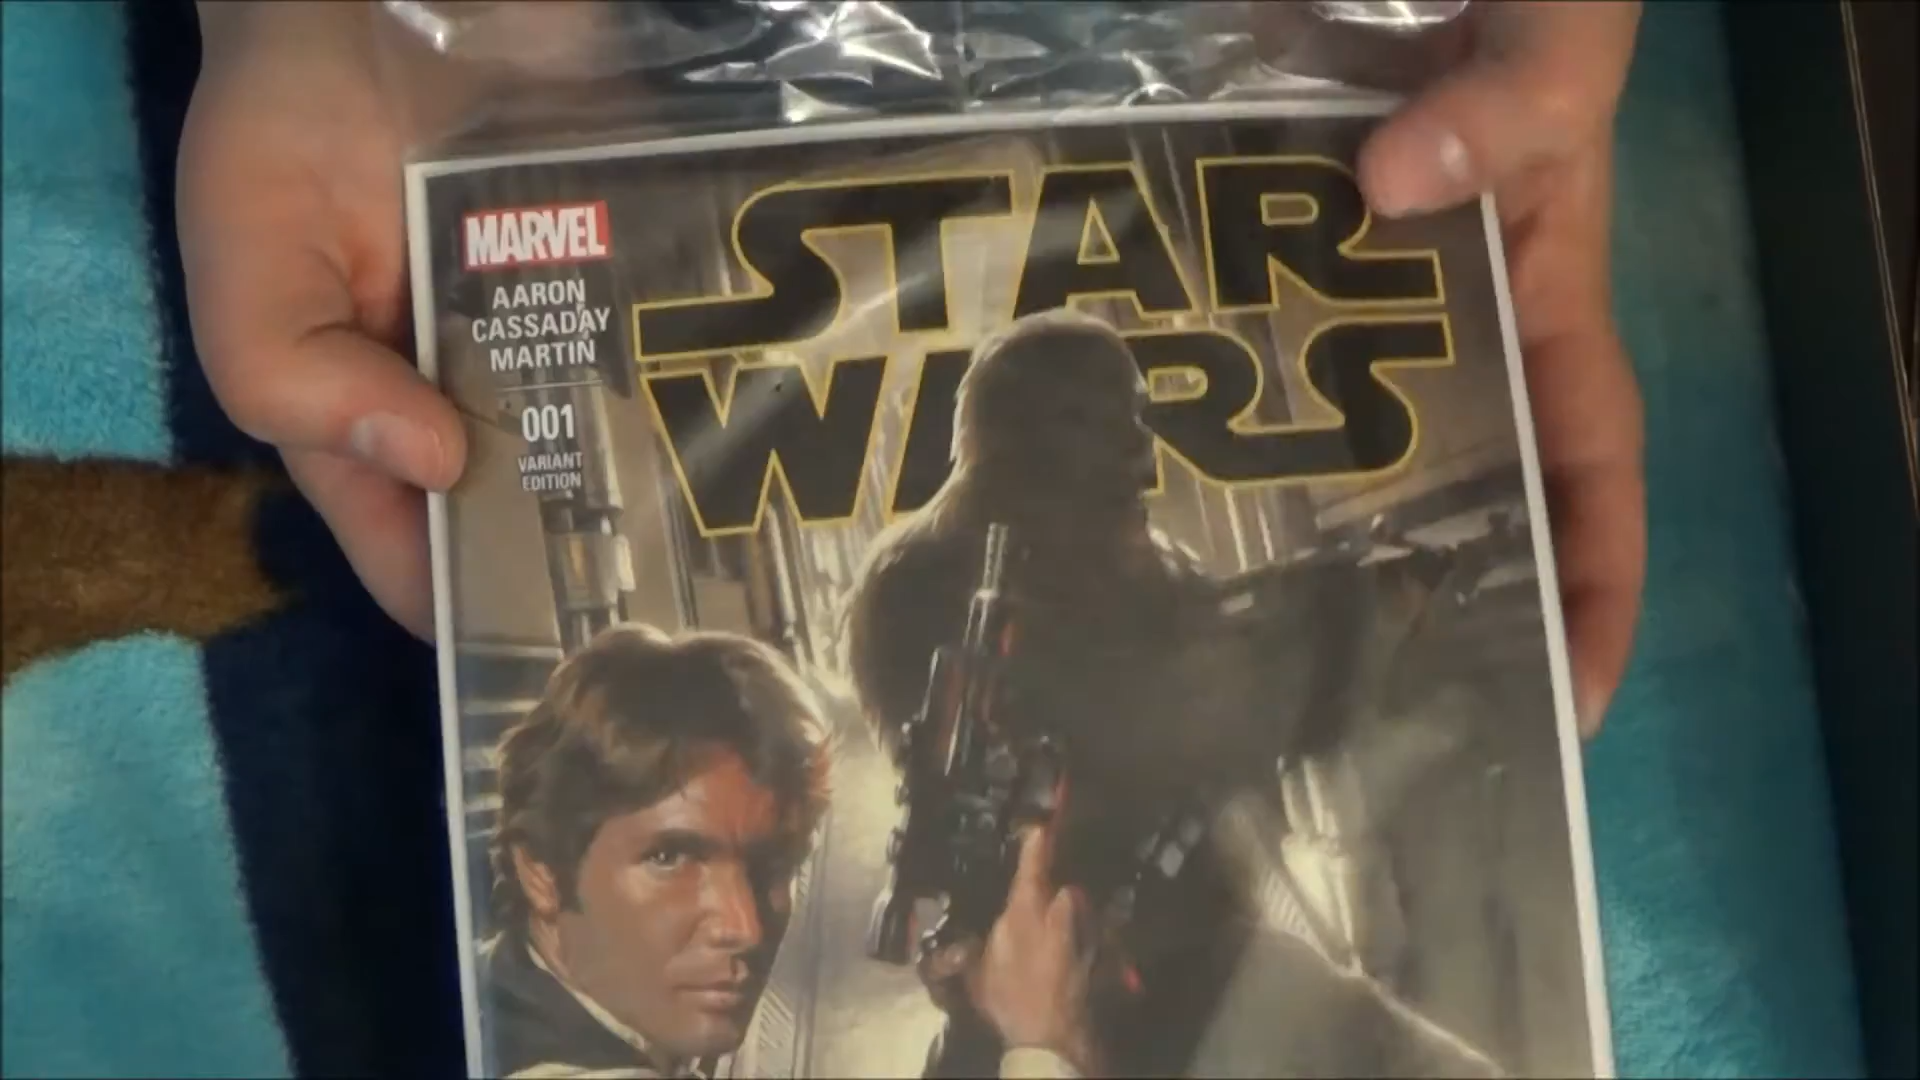 MARVEL
AARON
CASSADAY
MARTIN
001
VARIANT
EDITION
STAR
WARS